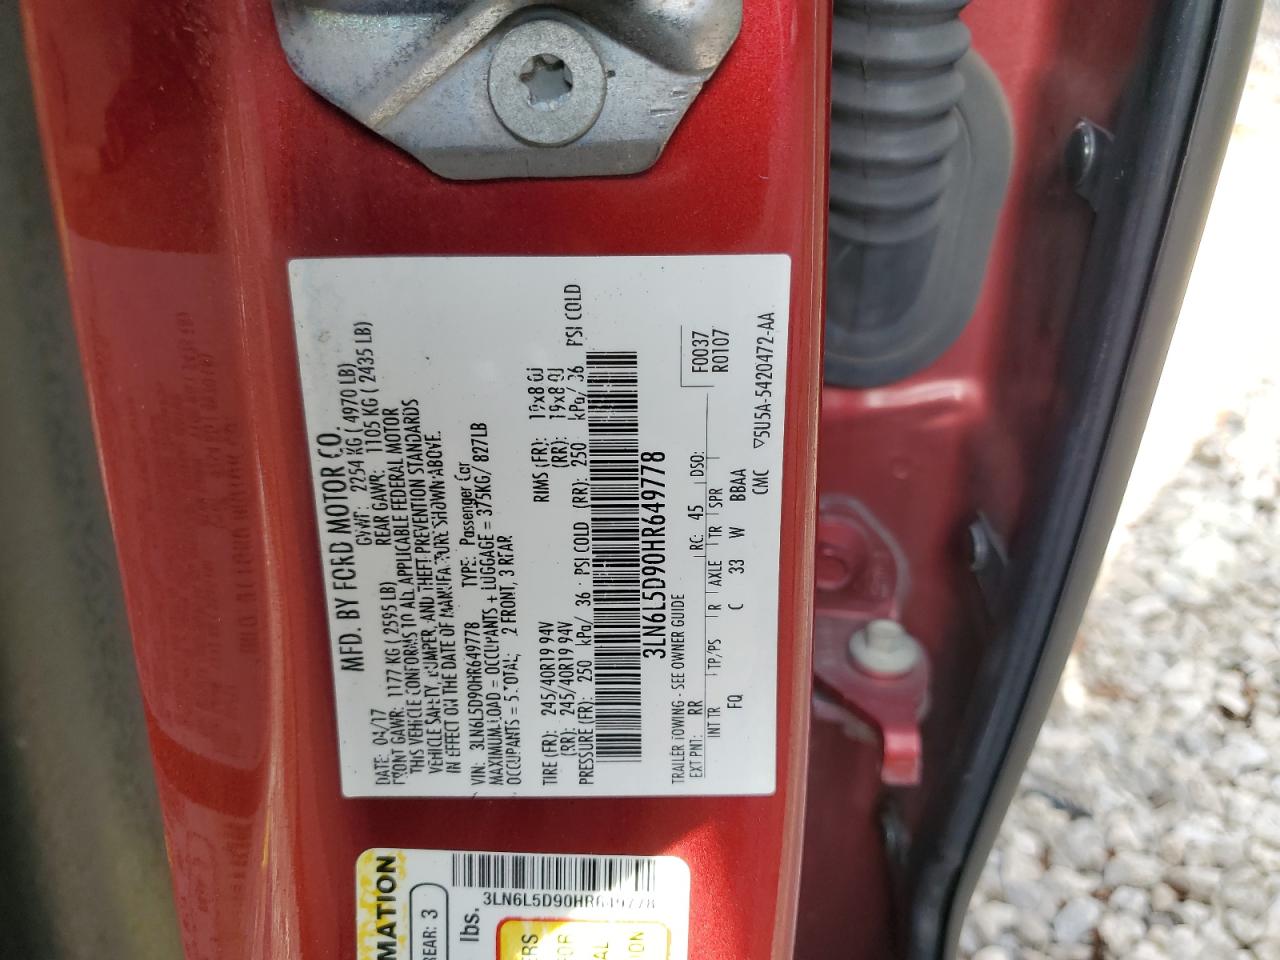 MFD. BY FORD MOTOR CO.
DATE: 04/17 GVWR: 2254 KG ( 4970 LB)
FRONT GAWR: 1177 KG ( 2595 LB) REAR GAWR: 1105 KG ( 2435 LB)
THIS VEHICLE CONFORMS TO ALL APPLICABLE FEDERAL MOTOR
VEHICLE SAFETY, BUMPER, AND THEFT PREVENTION STANDARDS
IN EFFECT ON THE DATE OF MANUFACTURE SHOWN ABOVE.
VIN: 3LN6L5D90HR649778 TYPE: Passenger Car
MAXIMUM LOAD = OCCUPANTS + LUGGAGE = 375KG/ 827LB
OCCUPANTS = 5 TOTAL, 2 FRONT, 3 REAR
TIRE (FR): 245/40R19 94V RIMS (FR): 19x8.0J
(RR): 245/40R19 94V (RR): 19x8.0J
PRESSURE (FR): 250 kPa/ 36 PSI COLD (RR): 250 kPa/ 36 PSI COLD
3LN6L5D90HR649778
TRAILER TOWING - SEE OWNER GUIDE
F0037
EXT PNT: RR RC: 45 DSO: R0107
INT TR TP/PS R AXLE TR SPR
FQ C 33 W BBAA
CMC ▽5U5A-5420472-AA
MATION
REAR: 3
lbs.
3LN6L5D90HR649778
ERS
FOR
AL
ION